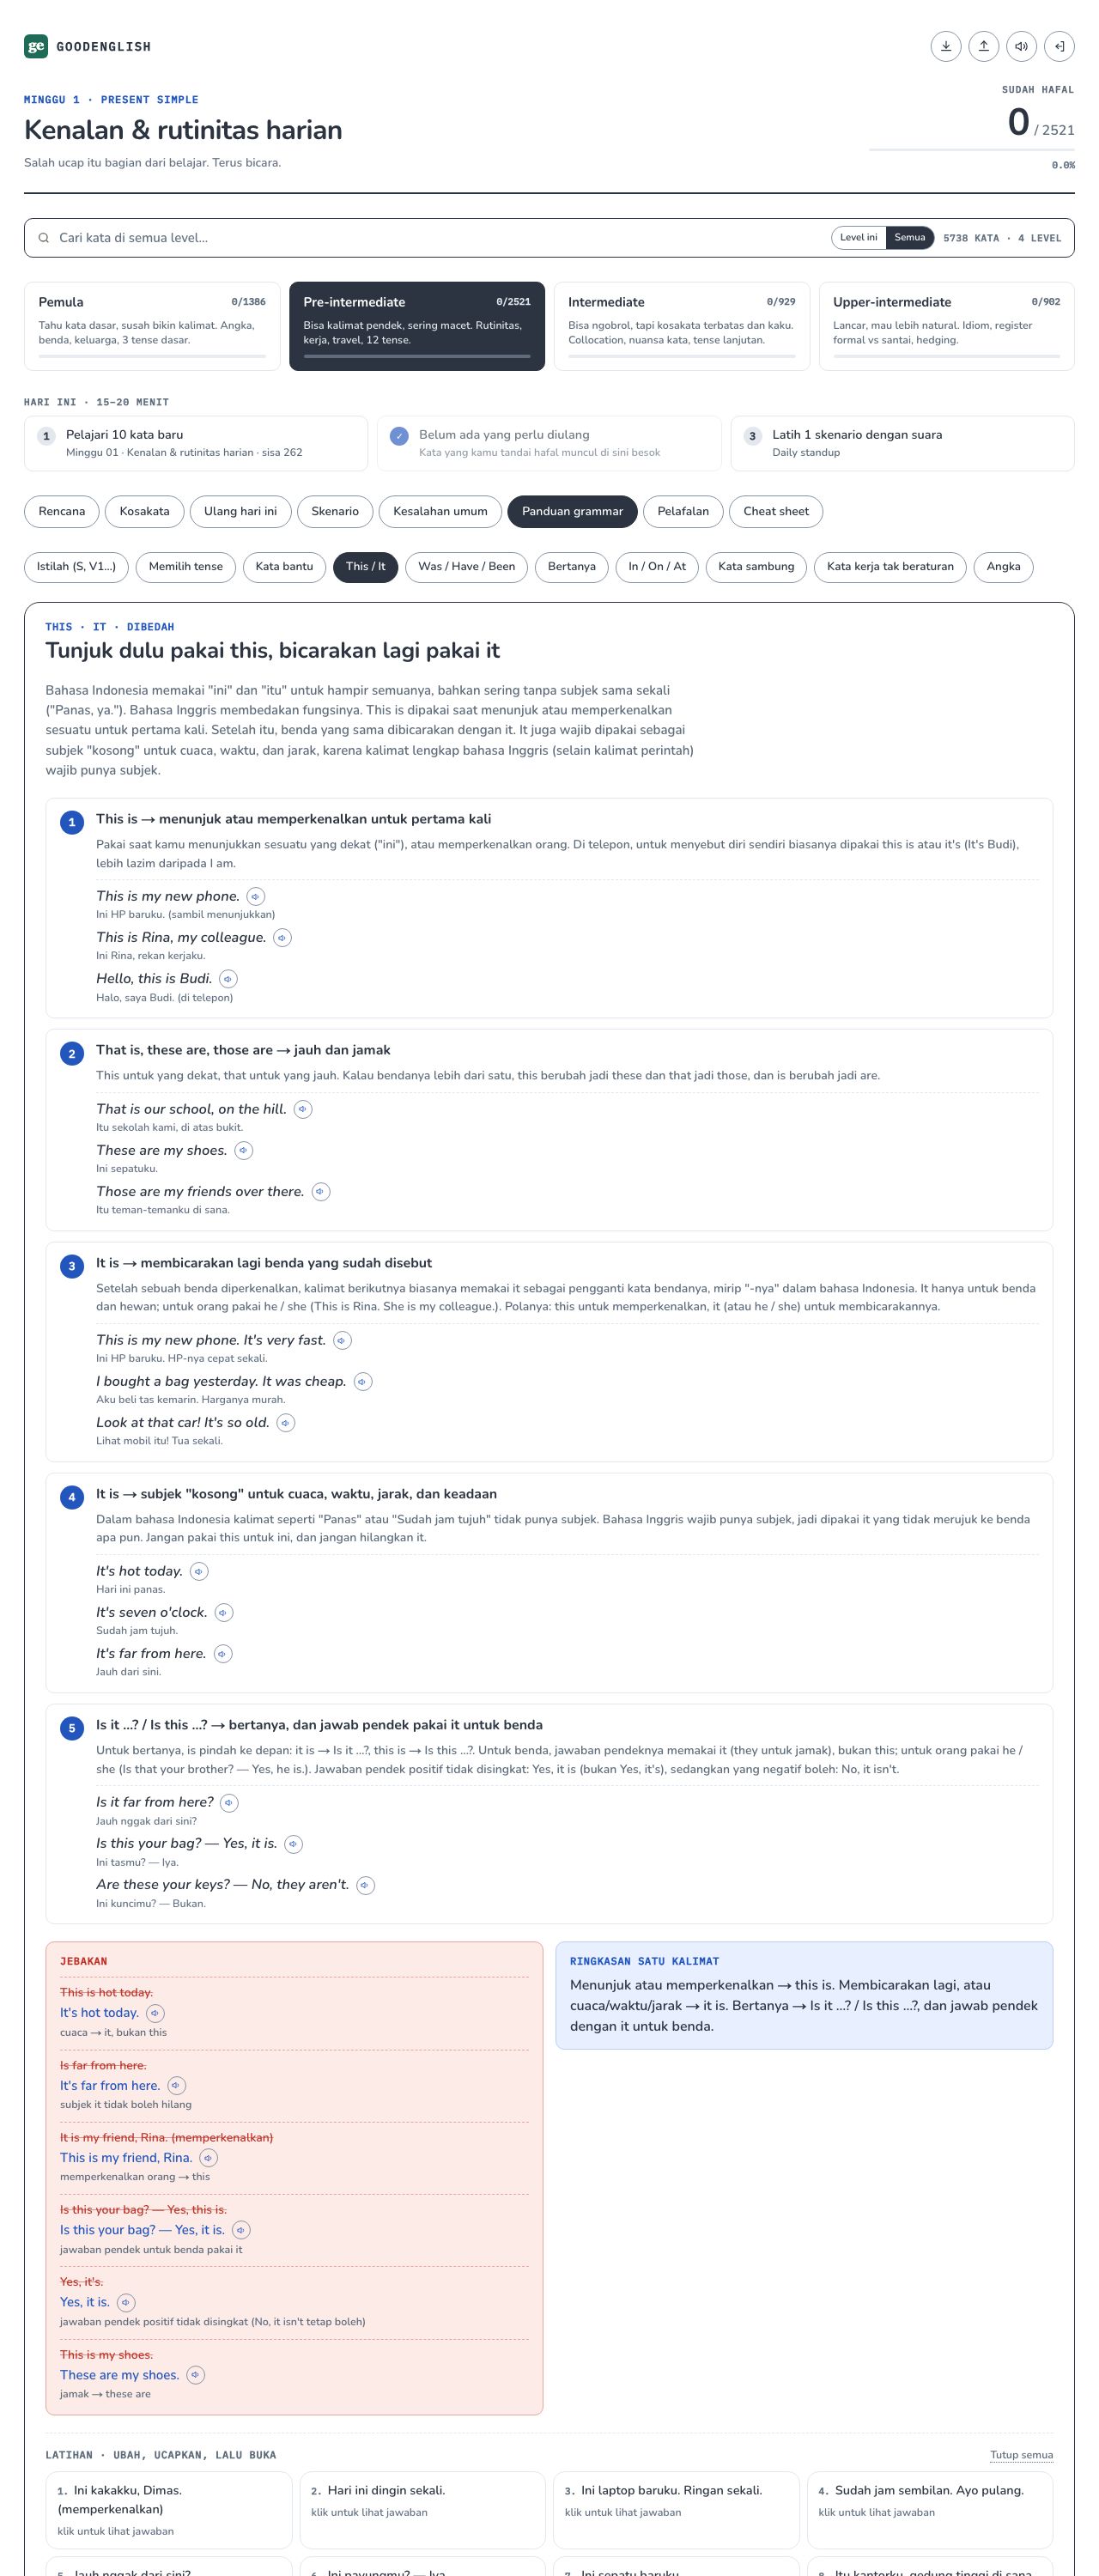 ge GOODENGLISH
MINGGU 1 · PRESENT SIMPLE
Kenalan & rutinitas harian
Salah ucap itu bagian dari belajar. Terus bicara.
SUDAH HAFAL
0 / 2521
0.0%
Cari kata di semua level...
Level ini
Semua
5738 KATA · 4 LEVEL
Pemula
0/1386
Tahu kata dasar, susah bikin kalimat. Angka,
benda, keluarga, 3 tense dasar.
Pre-intermediate
0/2521
Bisa kalimat pendek, sering macet. Rutinitas,
kerja, travel, 12 tense.
Intermediate
0/929
Bisa ngobrol, tapi kosakata terbatas dan kaku.
Collocation, nuansa kata, tense lanjutan.
Upper-intermediate
0/902
Lancar, mau lebih natural. Idiom, register
formal vs santai, hedging.
HARI INI · 15–20 MENIT
1
Pelajari 10 kata baru
Minggu 01 · Kenalan & rutinitas harian · sisa 262
✓
Belum ada yang perlu diulang
Kata yang kamu tandai hafal muncul di sini besok
3
Latih 1 skenario dengan suara
Daily standup
Rencana
Kosakata
Ulang hari ini
Skenario
Kesalahan umum
Panduan grammar
Pelafalan
Cheat sheet
Istilah (S, V1...)
Memilih tense
Kata bantu
This / It
Was / Have / Been
Bertanya
In / On / At
Kata sambung
Kata kerja tak beraturan
Angka
THIS · IT · DIBEDAH
Tunjuk dulu pakai this, bicarakan lagi pakai it
Bahasa Indonesia memakai "ini" dan "itu" untuk hampir semuanya, bahkan sering tanpa subjek sama sekali
("Panas, ya."). Bahasa Inggris membedakan fungsinya. This is dipakai saat menunjuk atau memperkenalkan
sesuatu untuk pertama kali. Setelah itu, benda yang sama dibicarakan dengan it. It juga wajib dipakai sebagai
subjek "kosong" untuk cuaca, waktu, dan jarak, karena kalimat lengkap bahasa Inggris (selain kalimat perintah)
wajib punya subjek.
1
This is → menunjuk atau memperkenalkan untuk pertama kali
Pakai saat kamu menunjukkan sesuatu yang dekat ("ini"), atau memperkenalkan orang. Di telepon, untuk menyebut diri sendiri biasanya dipakai this is atau it's (It's Budi),
lebih lazim daripada I am.
This is my new phone.
Ini HP baruku. (sambil menunjukkan)
This is Rina, my colleague.
Ini Rina, rekan kerjaku.
Hello, this is Budi.
Halo, saya Budi. (di telepon)
2
That is, these are, those are → jauh dan jamak
This untuk yang dekat, that untuk yang jauh. Kalau bendanya lebih dari satu, this berubah jadi these dan that jadi those, dan is berubah jadi are.
That is our school, on the hill.
Itu sekolah kami, di atas bukit.
These are my shoes.
Ini sepatuku.
Those are my friends over there.
Itu teman-temanku di sana.
3
It is → membicarakan lagi benda yang sudah disebut
Setelah sebuah benda diperkenalkan, kalimat berikutnya biasanya memakai it sebagai pengganti kata bendanya, mirip "-nya" dalam bahasa Indonesia. It hanya untuk benda
dan hewan; untuk orang pakai he / she (This is Rina. She is my colleague.). Polanya: this untuk memperkenalkan, it (atau he / she) untuk membicarakannya.
This is my new phone. It's very fast.
Ini HP baruku. HP-nya cepat sekali.
I bought a bag yesterday. It was cheap.
Aku beli tas kemarin. Harganya murah.
Look at that car! It's so old.
Lihat mobil itu! Tua sekali.
4
It is → subjek "kosong" untuk cuaca, waktu, jarak, dan keadaan
Dalam bahasa Indonesia kalimat seperti "Panas" atau "Sudah jam tujuh" tidak punya subjek. Bahasa Inggris wajib punya subjek, jadi dipakai it yang tidak merujuk ke benda
apa pun. Jangan pakai this untuk ini, dan jangan hilangkan it.
It's hot today.
Hari ini panas.
It's seven o'clock.
Sudah jam tujuh.
It's far from here.
Jauh dari sini.
5
Is it ...? / Is this ...? → bertanya, dan jawab pendek pakai it untuk benda
Untuk bertanya, is pindah ke depan: it is → Is it ...?, this is → Is this ...?. Untuk benda, jawaban pendeknya memakai it (they untuk jamak), bukan this; untuk orang pakai he /
she (Is that your brother? — Yes, he is.). Jawaban pendek positif tidak disingkat: Yes, it is (bukan Yes, it's), sedangkan yang negatif boleh: No, it isn't.
Is it far from here?
Jauh nggak dari sini?
Is this your bag? — Yes, it is.
Ini tasmu? — Iya.
Are these your keys? — No, they aren't.
Ini kuncimu? — Bukan.
JEBAKAN
This is hot today.
It's hot today.
cuaca → it, bukan this
Is far from here.
It's far from here.
subjek it tidak boleh hilang
It is my friend, Rina. (memperkenalkan)
This is my friend, Rina.
memperkenalkan orang → this
Is this your bag? — Yes, this is.
Is this your bag? — Yes, it is.
jawaban pendek untuk benda pakai it
Yes, it's.
Yes, it is.
jawaban pendek positif tidak disingkat (No, it isn't tetap boleh)
This is my shoes.
These are my shoes.
jamak → these are
RINGKASAN SATU KALIMAT
Menunjuk atau memperkenalkan → this is. Membicarakan lagi, atau
cuaca/waktu/jarak → it is. Bertanya → Is it ...? / Is this ...?, dan jawab pendek
dengan it untuk benda.
LATIHAN · UBAH, UCAPKAN, LALU BUKA
Tutup semua
1. Ini kakakku, Dimas.
(memperkenalkan)
klik untuk lihat jawaban
2. Hari ini dingin sekali.
klik untuk lihat jawaban
3. Ini laptop baruku. Ringan sekali.
klik untuk lihat jawaban
4. Sudah jam sembilan. Ayo pulang.
klik untuk lihat jawaban
5. Jauh nggak dari sini?
6. Ini payungmu? — Iya.
7. Ini sepatu baruku.
8. Itu kantorku, gedung tinggi di sana.